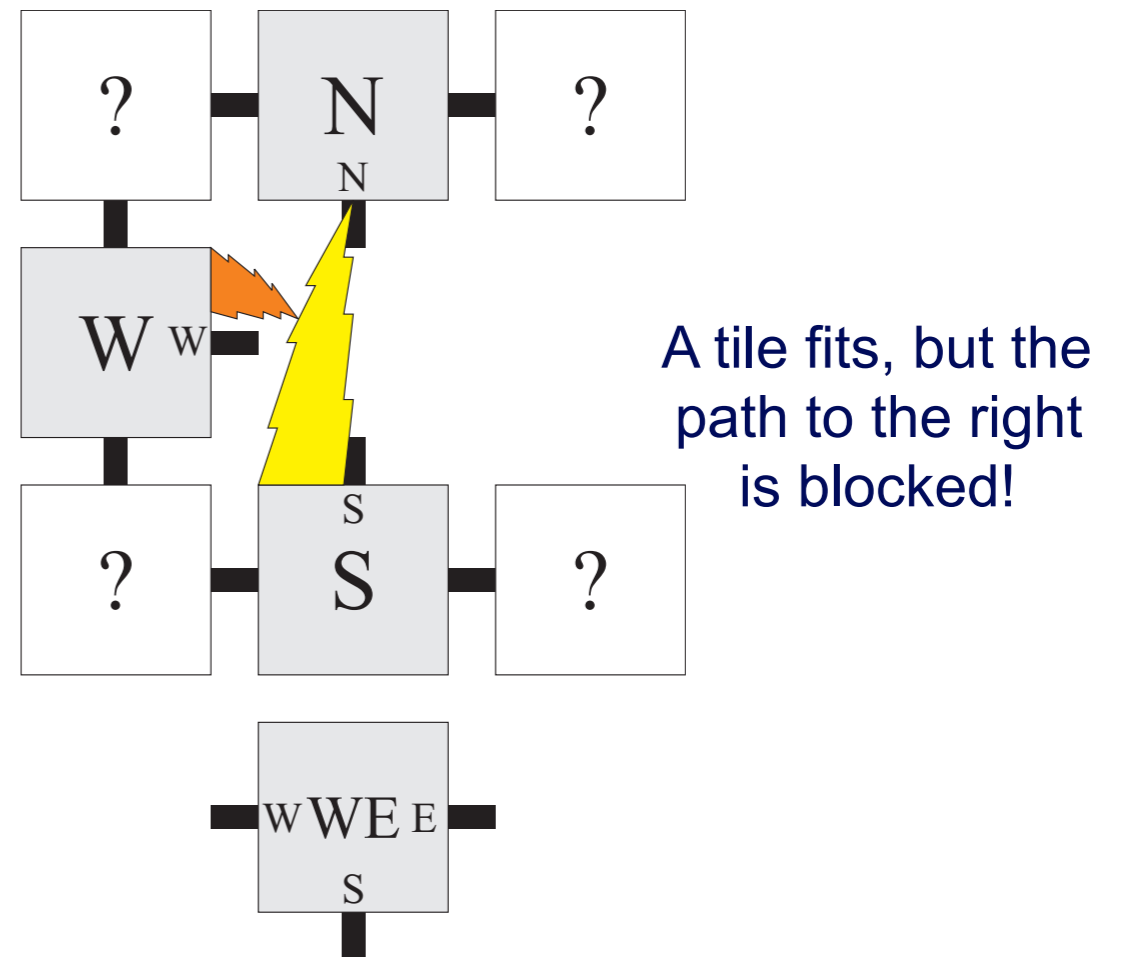 ? N ?
N
W W
A tile fits, but the
path to the right
is blocked!
S
? S ?
W WE E
S